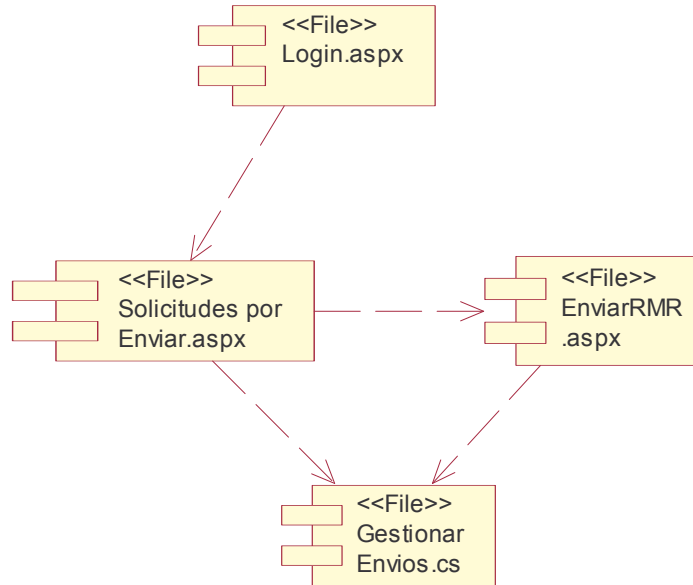 <<File>>
Login.aspx
<<File>>
Solicitudes por
Enviar.aspx
<<File>>
EnviarRMR
.aspx
<<File>>
Gestionar
Envios.cs